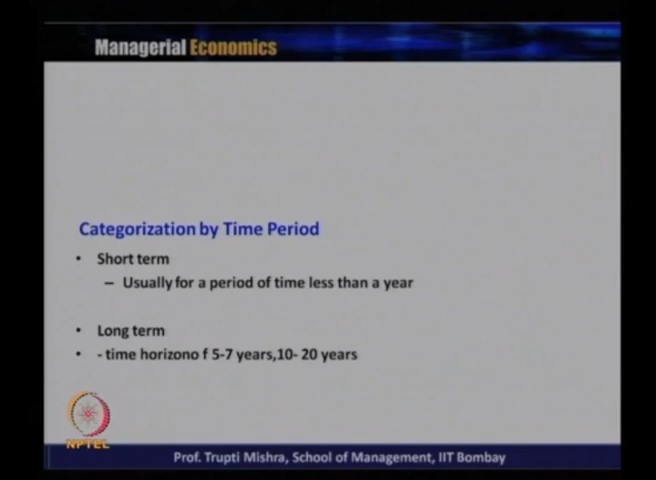 Managerial Economics
Categorization by Time Period
• Short term
– Usually for a period of time less than a year
• Long term
• - time horizono f 5-7 years,10- 20 years
NPTEL
Prof. Trupti Mishra, School of Management, IIT Bombay